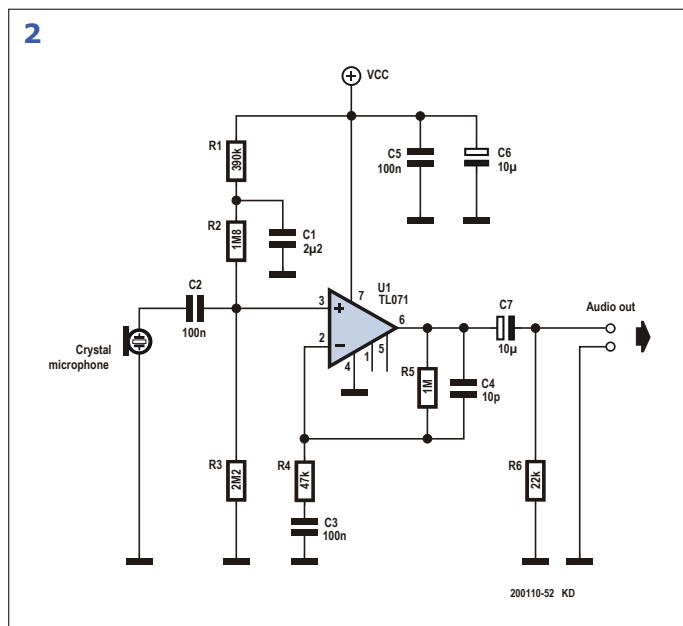 2
VCC
R1
390k
C5
100n
C6
10µ
R2
1M8
C1
2µ2
U1
TL071
C2
100n
3
7
+
2
−
6
4
1
5
C7
10µ
Audio out
Crystal
microphone
R5
1M
C4
10p
R3
2M2
R4
47k
C3
100n
R6
22k
200110-52 KD